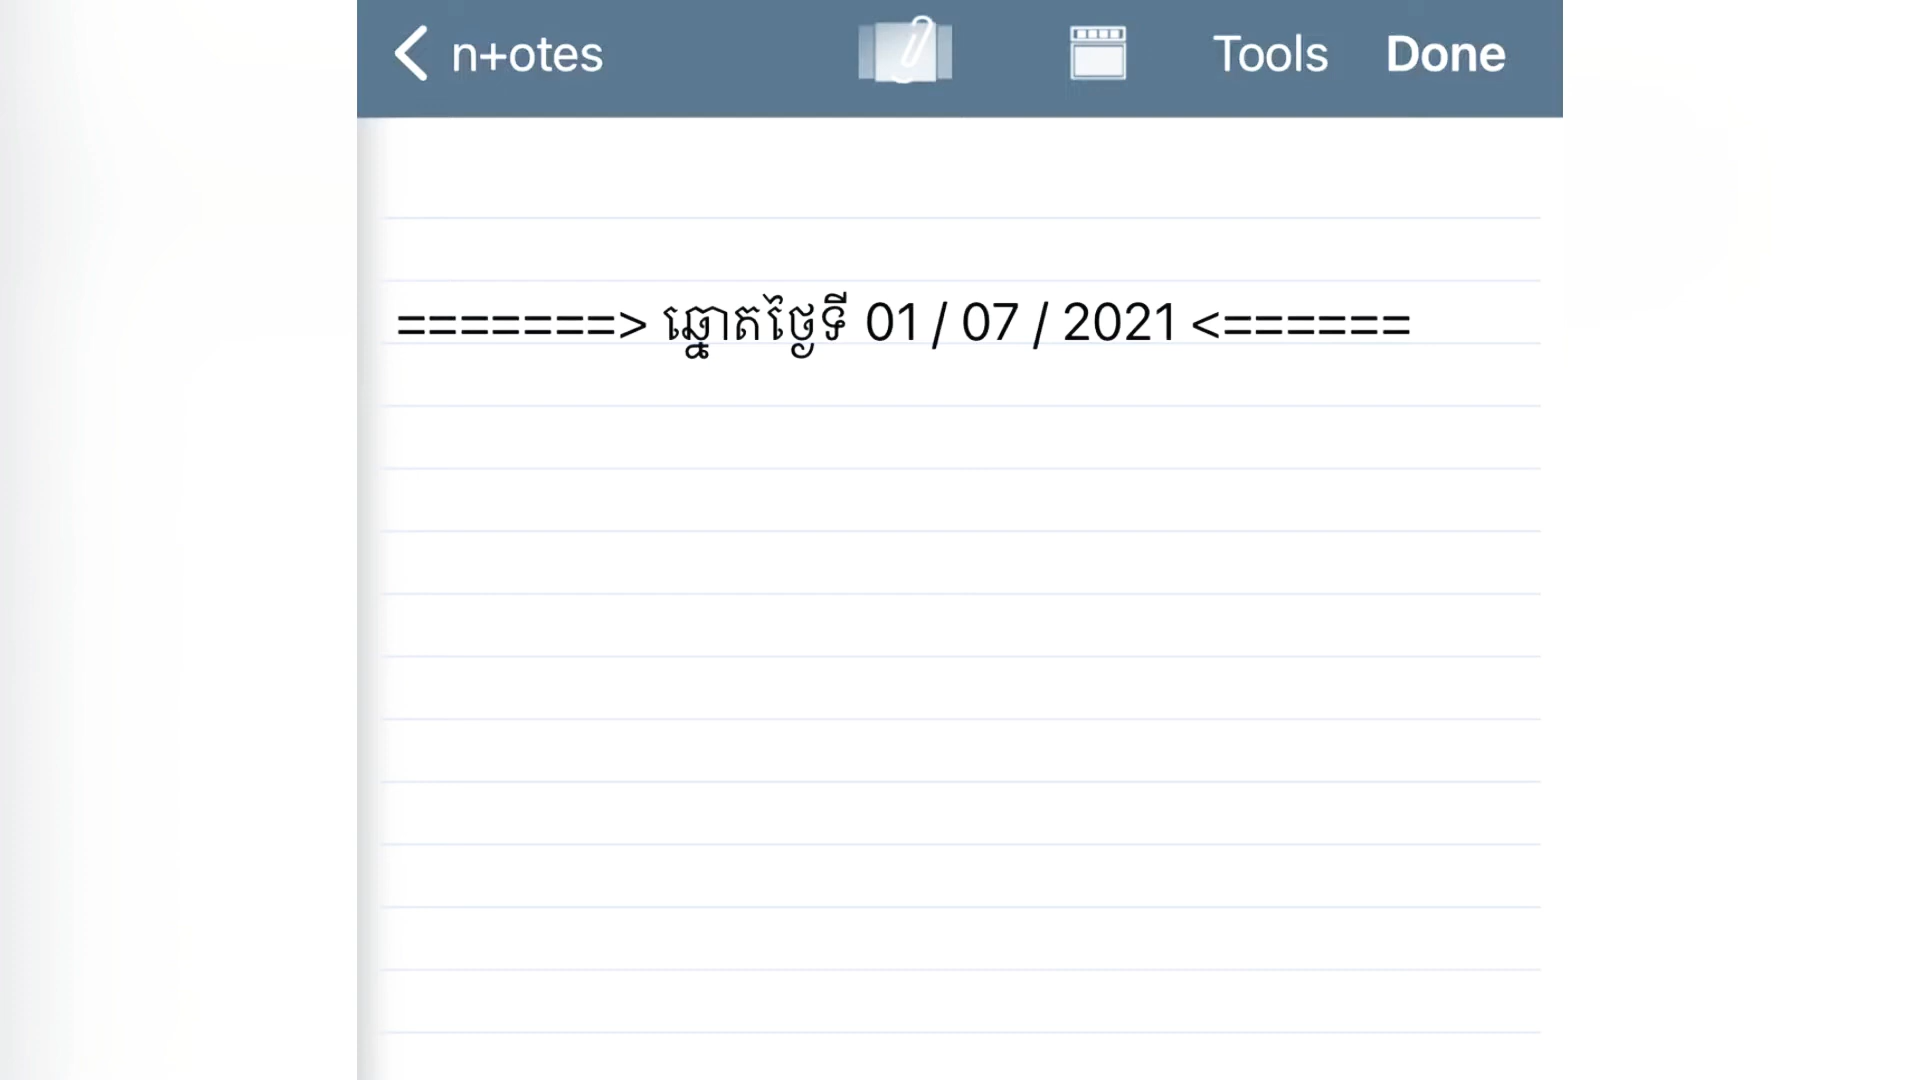 n+otes Tools Done
=======> ឆ្នោតថ្ងៃទី 01 / 07 / 2021 <======